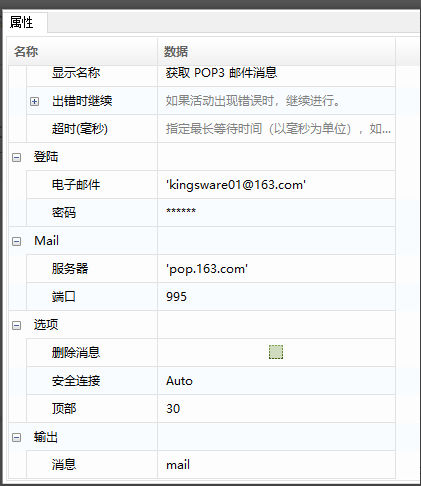 属性
名称 数据
显示名称 获取 POP3 邮件消息
出错时继续 如果活动出现错误时，继续进行。
超时(毫秒) 指定最长等待时间（以毫秒为单位），如...
登陆
电子邮件 'kingsware01@163.com'
密码 ******
Mail
服务器 'pop.163.com'
端口 995
选项
删除消息
安全连接 Auto
顶部 30
输出
消息 mail